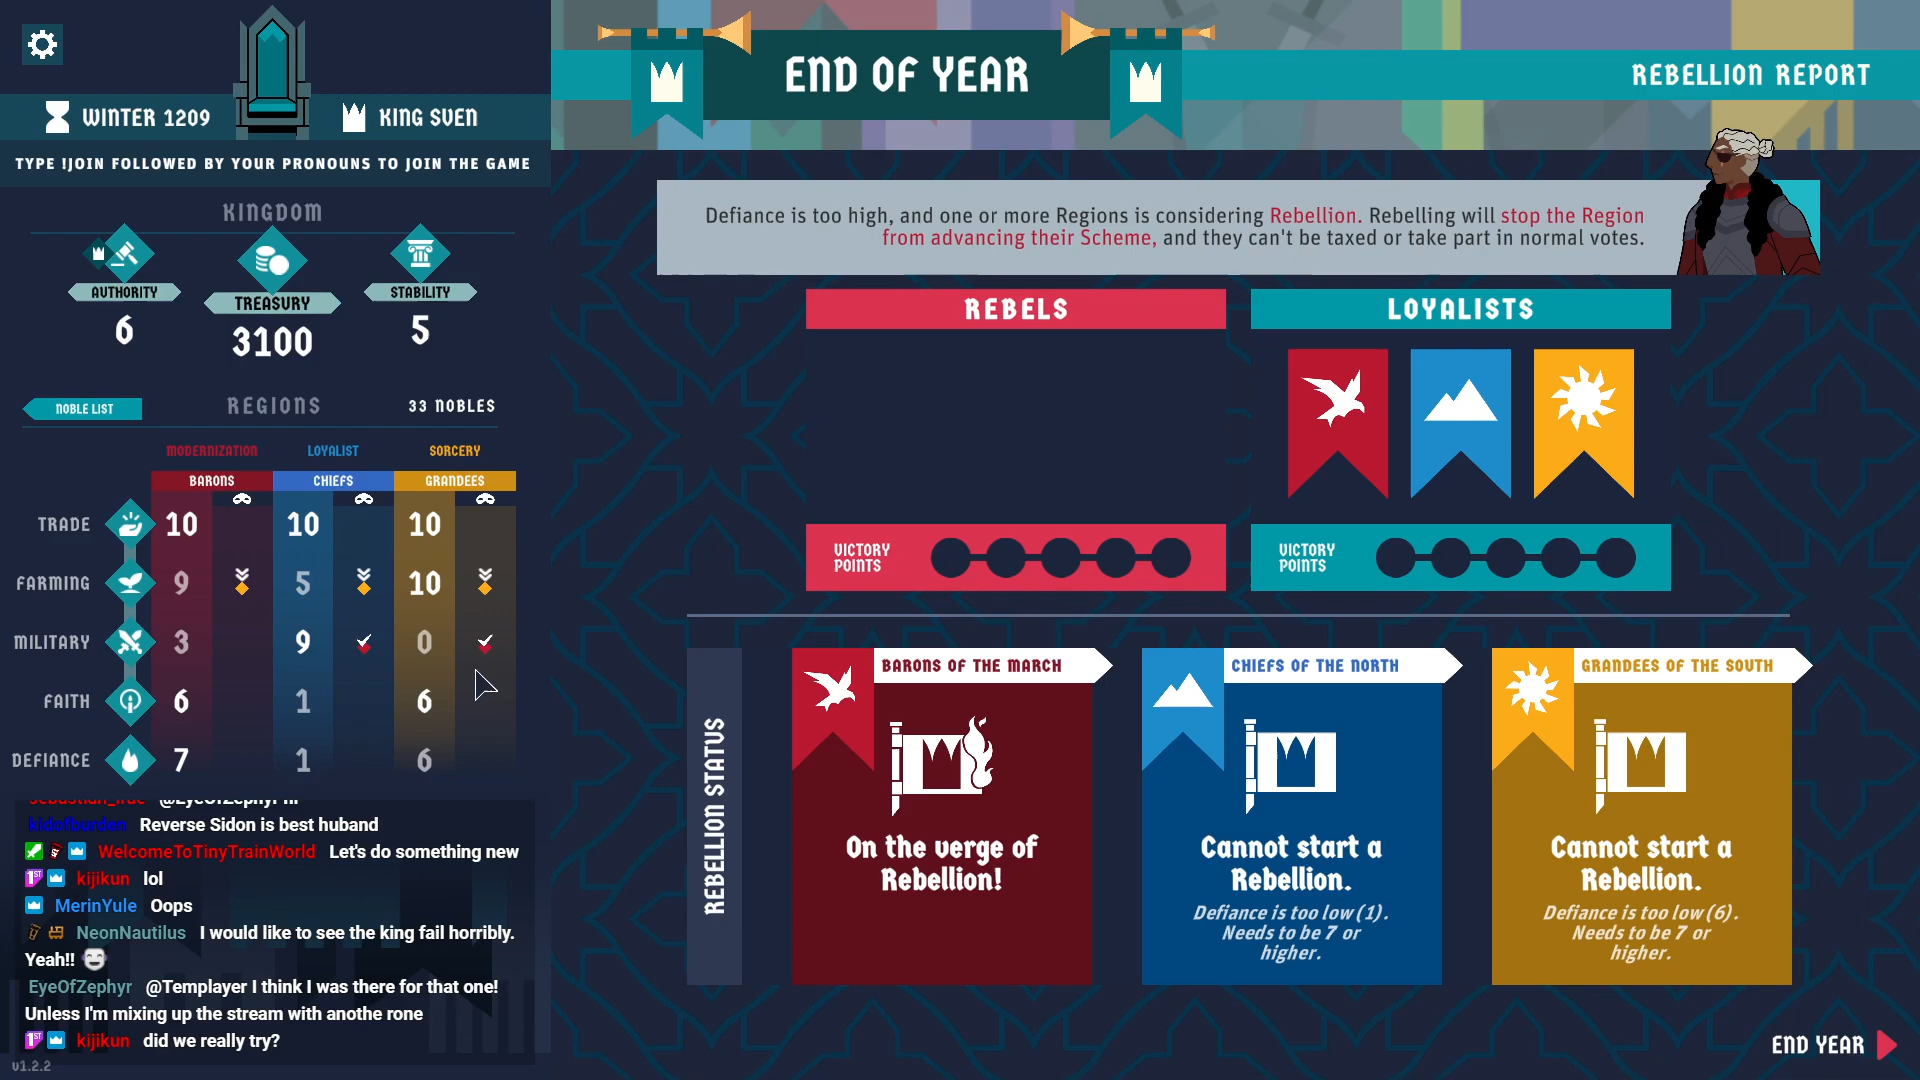 WINTER 1209
KING SVEN
TYPE !JOIN FOLLOWED BY YOUR PRONOUNS TO JOIN THE GAME
KINGDOM
AUTHORITY
6
TREASURY
3100
STABILITY
5
NOBLE LIST
REGIONS
33 NOBLES
MODERNIZATION LOYALIST SORCERY
BARONS CHIEFS GRANDEES
TRADE 10 10 10
FARMING 9 5 10
MILITARY 3 9 0
FAITH 6 1 6
DEFIANCE 7 1 6
kidofburden Reverse Sidon is best huband
WelcomeToTinyTrainWorld Let's do something new
kijikun lol
MerinYule Oops
NeonNautilus I would like to see the king fail horribly.
Yeah!!
EyeOfZephyr @Templayer I think I was there for that one!
Unless I'm mixing up the stream with anothe rone
kijikun did we really try?
v1.2.2
END OF YEAR
REBELLION REPORT
Defiance is too high, and one or more Regions is considering Rebellion. Rebelling will stop the Region
from advancing their Scheme, and they can't be taxed or take part in normal votes.
REBELS
LOYALISTS
VICTORY
POINTS
VICTORY
POINTS
REBELLION STATUS
BARONS OF THE MARCH
On the verge of
Rebellion!
CHIEFS OF THE NORTH
Cannot start a
Rebellion.
Defiance is too low (1).
Needs to be 7 or
higher.
GRANDEES OF THE SOUTH
Cannot start a
Rebellion.
Defiance is too low (6).
Needs to be 7 or
higher.
END YEAR